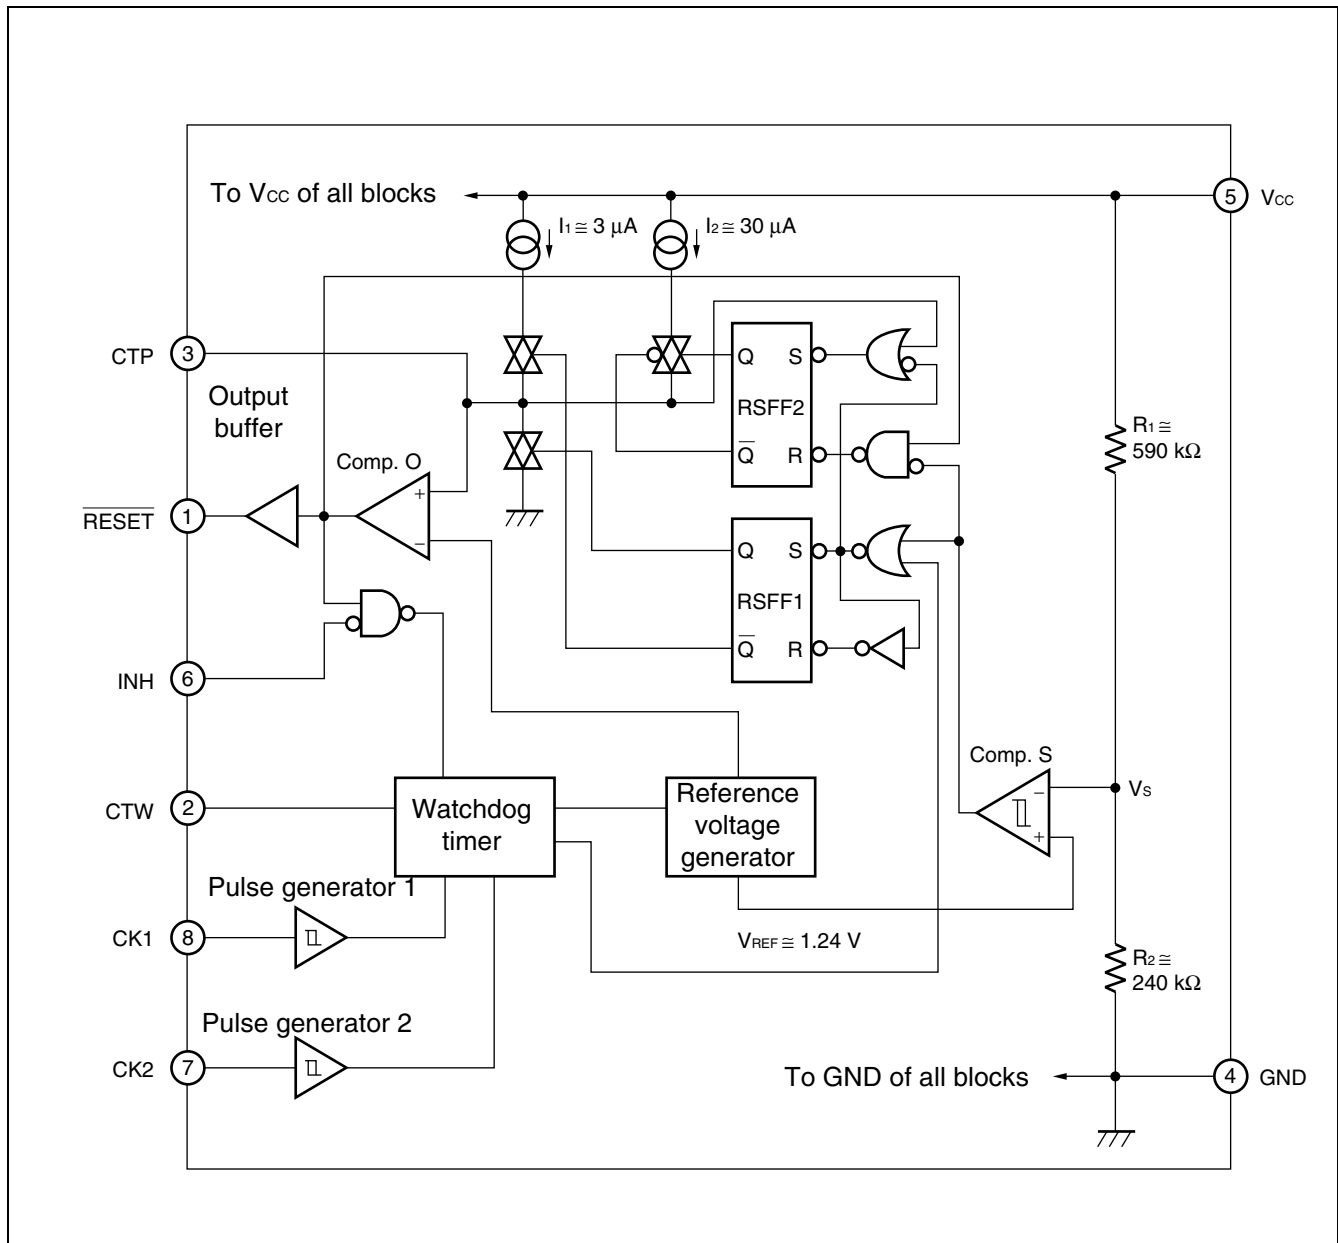 To VCC of all blocks
I1 ≅ 3 µA
I2 ≅ 30 µA
5
VCC
CTP
3
Output
buffer
Comp. O
+
−
RESET
1
Q
S
RSFF2
Q
R
Q
S
RSFF1
Q
R
R1 ≅
590 kΩ
INH
6
Comp. S
−
+
VS
CTW
2
Watchdog
timer
Reference
voltage
generator
Pulse generator 1
CK1
8
VREF ≅ 1.24 V
R2 ≅
240 kΩ
Pulse generator 2
CK2
7
To GND of all blocks
4
GND